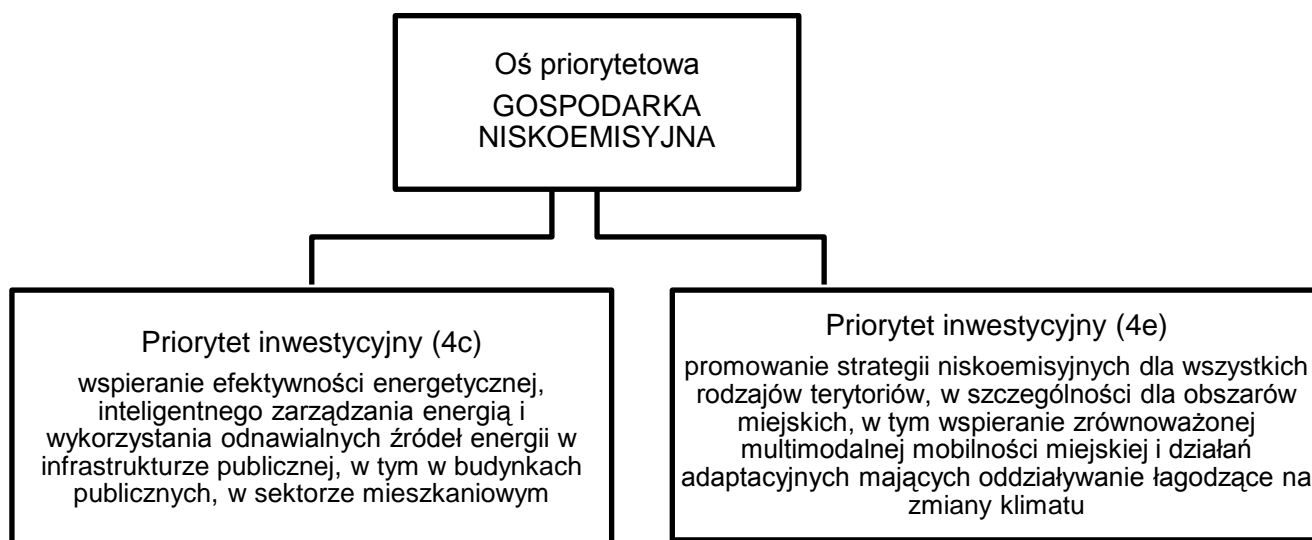 Oś priorytetowa
GOSPODARKA
NISKOEMISYJNA
Priorytet inwestycyjny (4c)
wspieranie efektywności energetycznej,
inteligentnego zarządzania energią i
wykorzystania odnawialnych źródeł energii w
infrastrukturze publicznej, w tym w budynkach
publicznych, w sektorze mieszkaniowym
Priorytet inwestycyjny (4e)
promowanie strategii niskoemisyjnych dla wszystkich
rodzajów terytoriów, w szczególności dla obszarów
miejskich, w tym wspieranie zrównoważonej
multimodalnej mobilności miejskiej i działań
adaptacyjnych mających oddziaływanie łagodzące na
zmiany klimatu